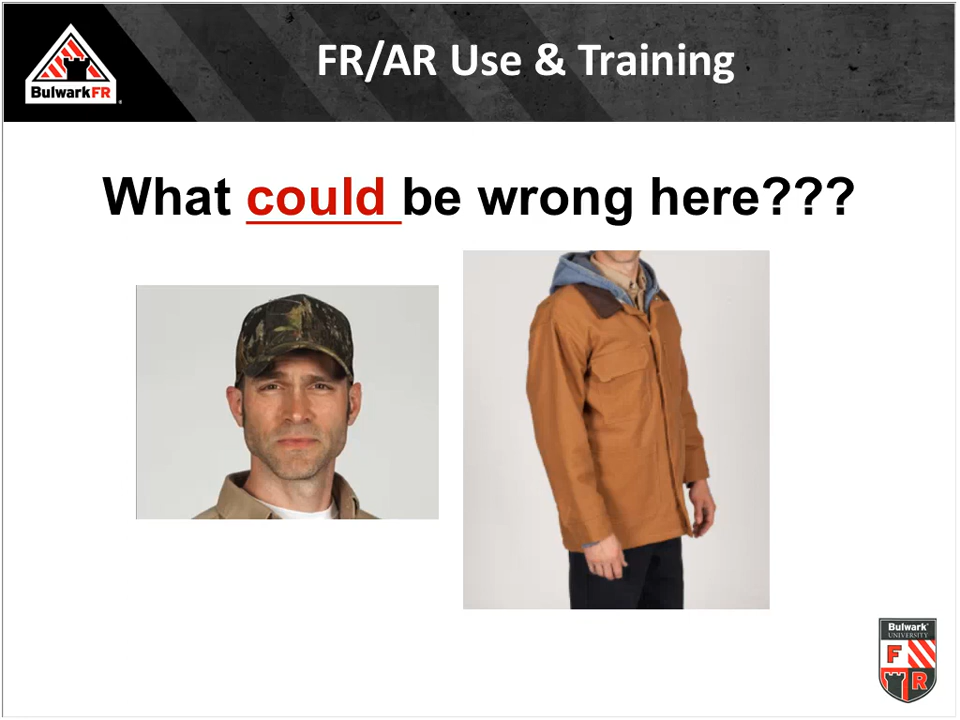 FR/AR Use & Training
BulwarkFR®
What could be wrong here???
Bulwark®
UNIVERSITY
F
R